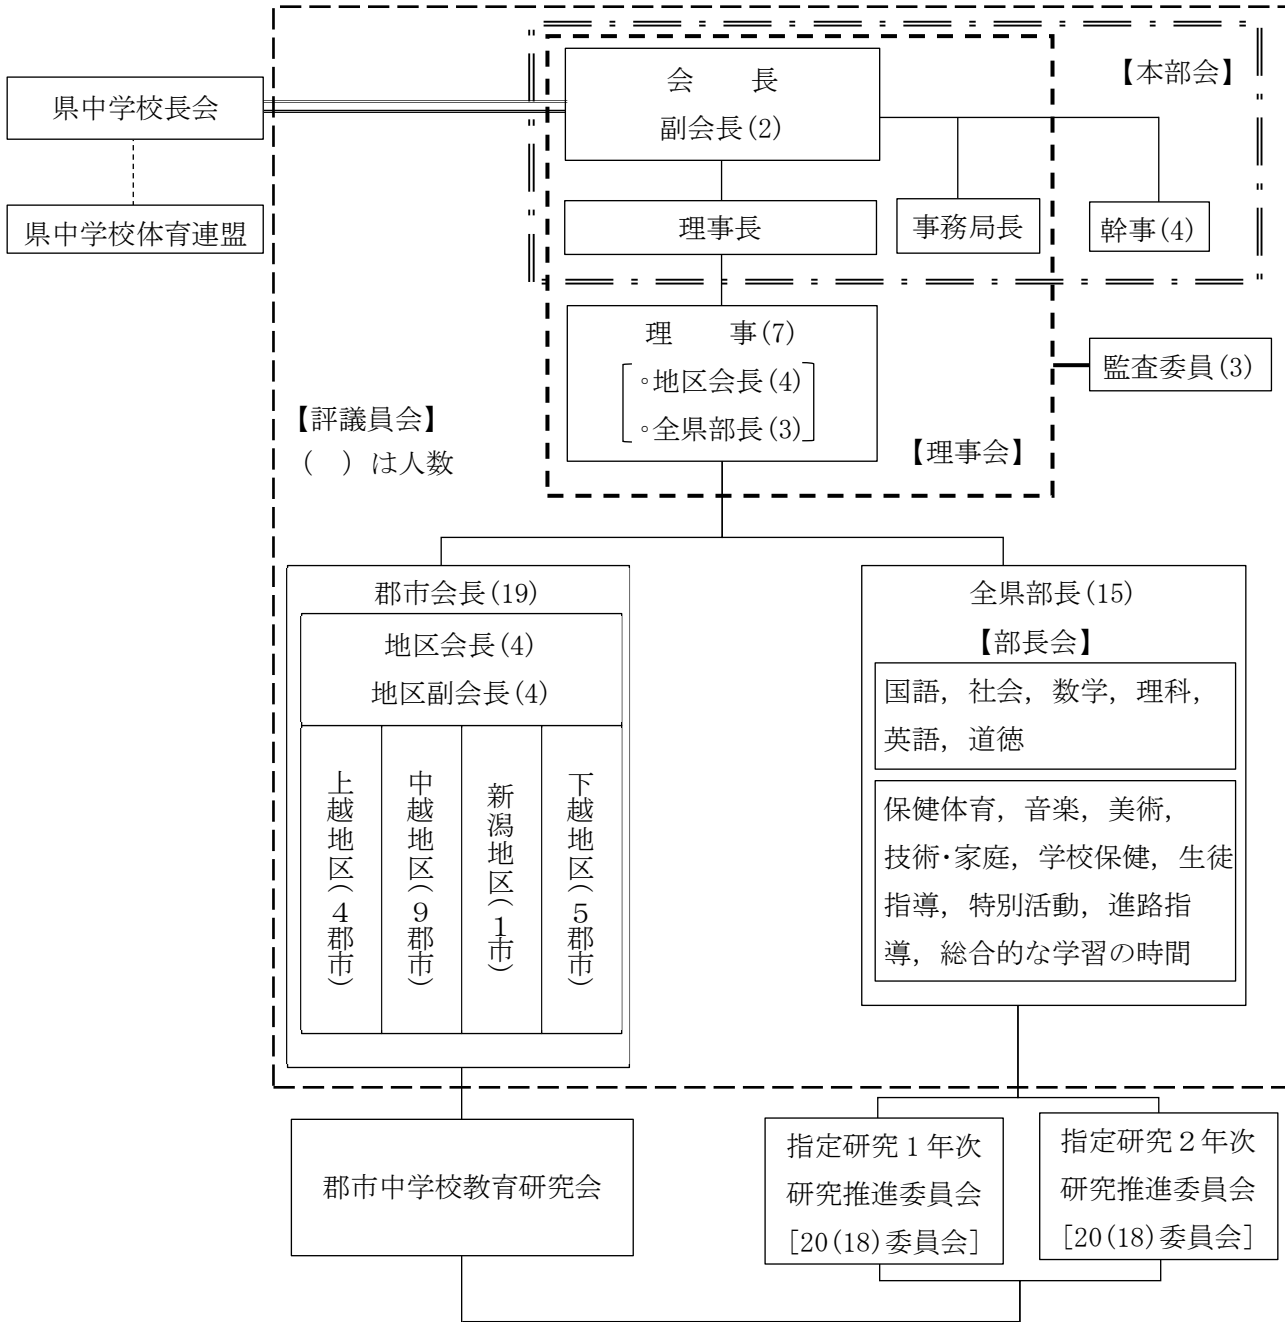 会　長
副会長(2)
【本部会】
県中学校長会
県中学校体育連盟
理事長
事務局長
幹事(4)
理　事(7)
◦地区会長(4)
◦全県部長(3)
監査委員(3)
【評議員会】
(　)は人数
【理事会】
郡市会長(19)
地区会長(4)
地区副会長(4)
上越地区(4郡市)
中越地区(9郡市)
新潟地区(1市)
下越地区(5郡市)
全県部長(15)
【部長会】
国語，社会，数学，理科，
英語，道徳
保健体育，音楽，美術，
技術・家庭，学校保健，生徒
指導，特別活動，進路指
導，総合的な学習の時間
郡市中学校教育研究会
指定研究1年次
研究推進委員会
[20(18)委員会]
指定研究2年次
研究推進委員会
[20(18)委員会]